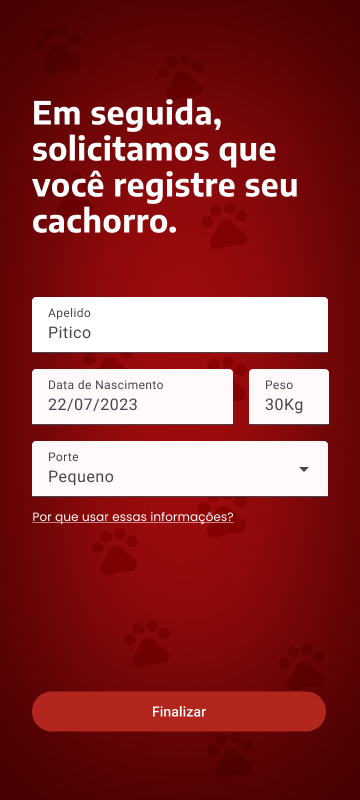 Em seguida,
solicitamos que
você registre seu
cachorro.
Apelido
Pitico
Data de Nascimento
22/07/2023
Peso
30Kg
Porte
Pequeno
Por que usar essas informações?
Finalizar